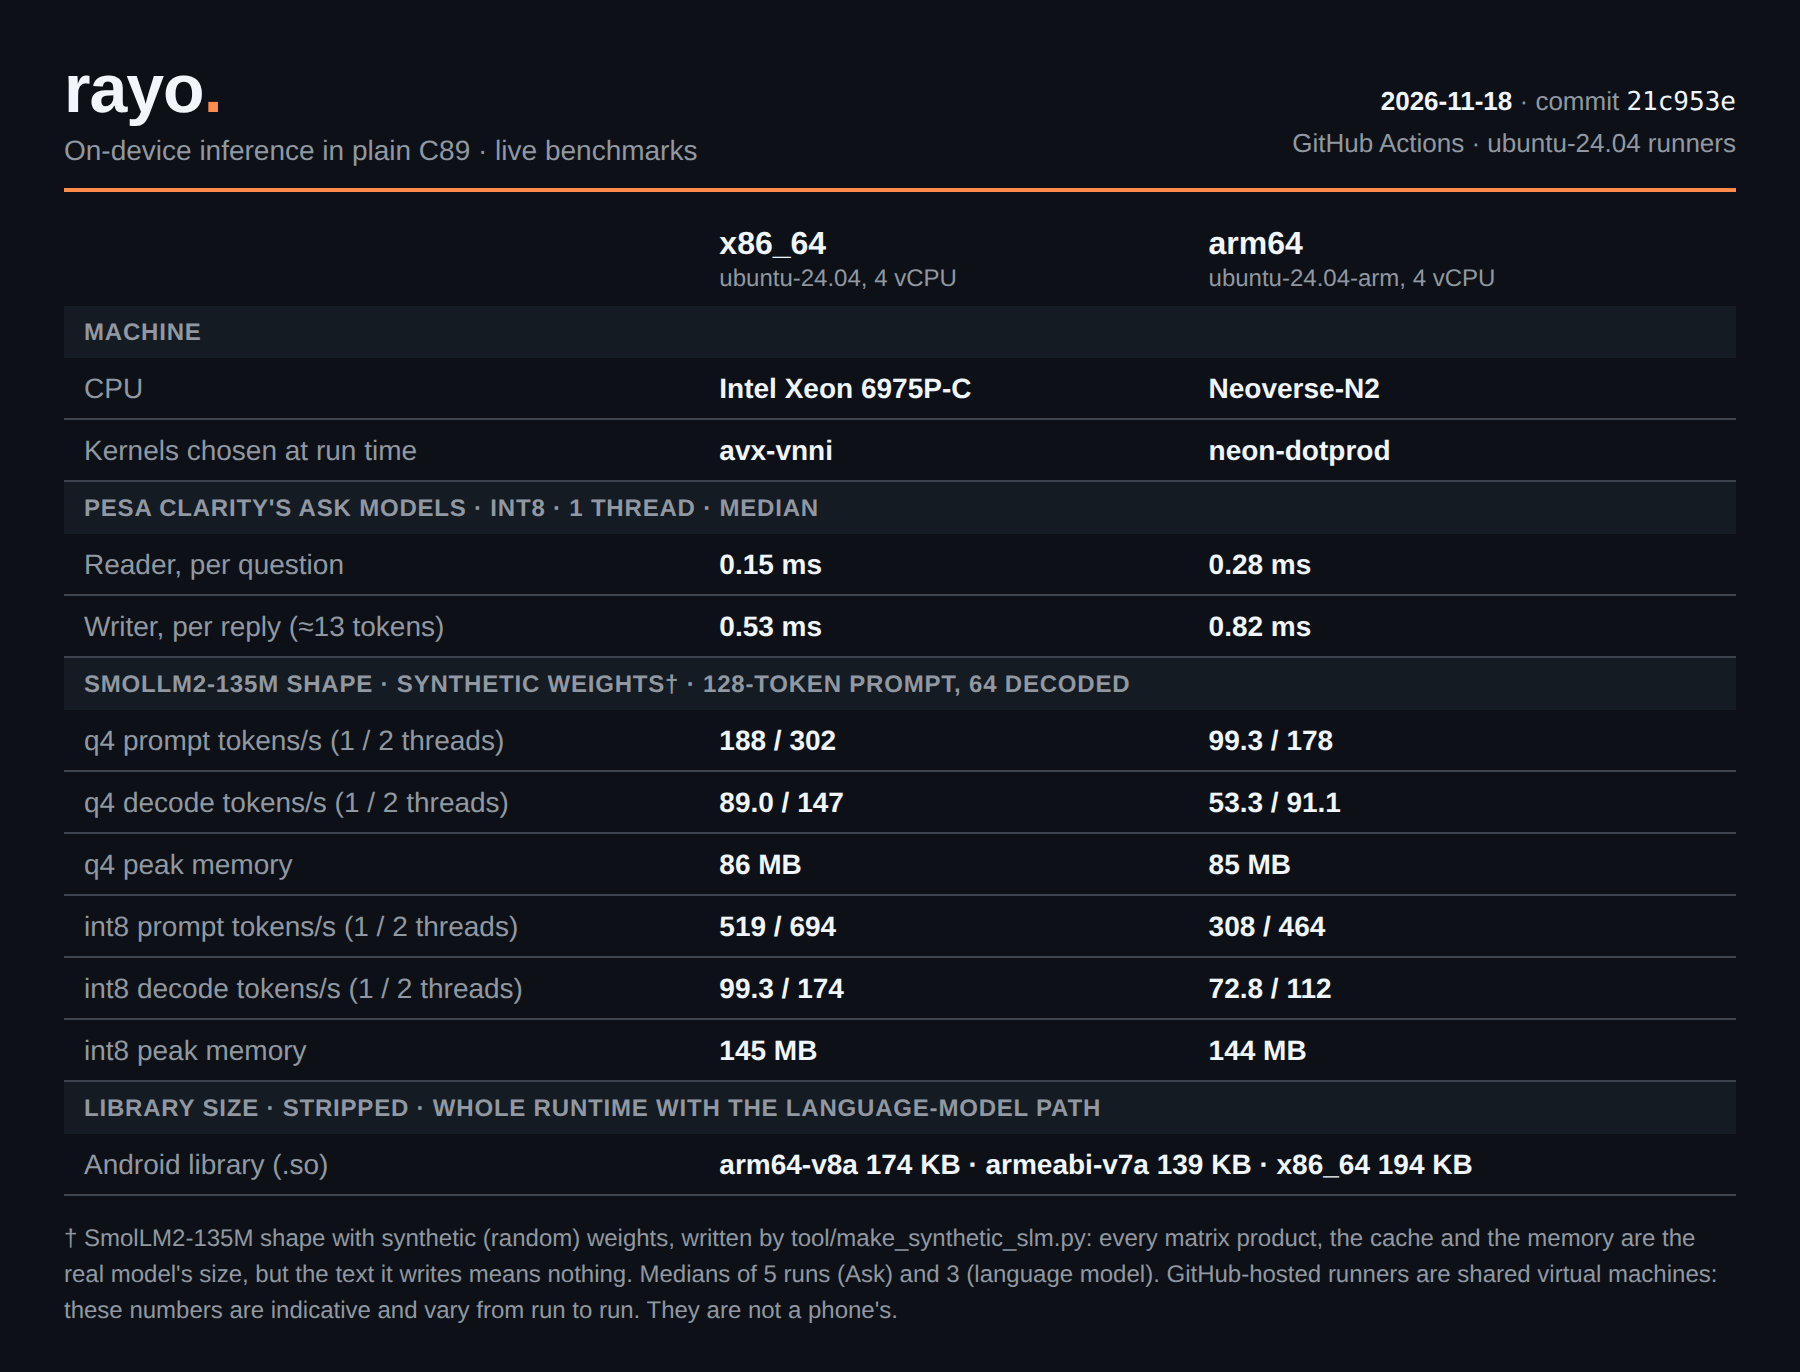 rayo.
On-device inference in plain C89 · live benchmarks
2026-11-18 · commit 21c953e
GitHub Actions · ubuntu-24.04 runners
x86_64 arm64
ubuntu-24.04, 4 vCPU ubuntu-24.04-arm, 4 vCPU
MACHINE
CPU Intel Xeon 6975P-C Neoverse-N2
Kernels chosen at run time avx-vnni neon-dotprod
PESA CLARITY'S ASK MODELS · INT8 · 1 THREAD · MEDIAN
Reader, per question 0.15 ms 0.28 ms
Writer, per reply (≈13 tokens) 0.53 ms 0.82 ms
SMOLLM2-135M SHAPE · SYNTHETIC WEIGHTS† · 128-TOKEN PROMPT, 64 DECODED
q4 prompt tokens/s (1 / 2 threads) 188 / 302 99.3 / 178
q4 decode tokens/s (1 / 2 threads) 89.0 / 147 53.3 / 91.1
q4 peak memory 86 MB 85 MB
int8 prompt tokens/s (1 / 2 threads) 519 / 694 308 / 464
int8 decode tokens/s (1 / 2 threads) 99.3 / 174 72.8 / 112
int8 peak memory 145 MB 144 MB
LIBRARY SIZE · STRIPPED · WHOLE RUNTIME WITH THE LANGUAGE-MODEL PATH
Android library (.so) arm64-v8a 174 KB · armeabi-v7a 139 KB · x86_64 194 KB
† SmolLM2-135M shape with synthetic (random) weights, written by tool/make_synthetic_slm.py: every matrix product, the cache and the memory are the
real model's size, but the text it writes means nothing. Medians of 5 runs (Ask) and 3 (language model). GitHub-hosted runners are shared virtual machines:
these numbers are indicative and vary from run to run. They are not a phone's.